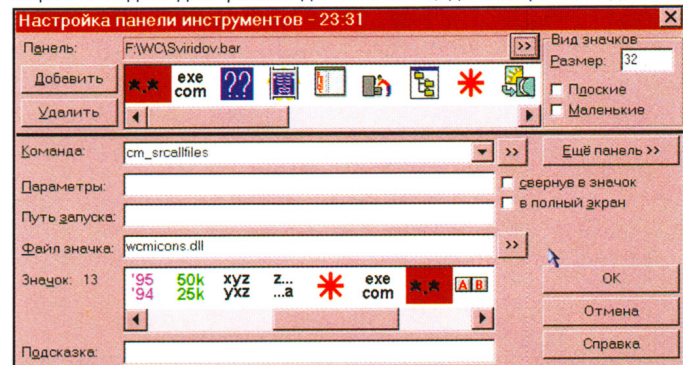 Настройка панели инструментов - 23:31
Панель: F:\WC\Sviridov.bar >> Вид значков
Размер: 32
Добавить *.* exe com ??
Плоские
Удалить Маленькие
Команда: cm_srcallfiles >> Ещё панель >>
Параметры: свернув в значок
Путь запуска: в полный экран
Файл значка: wcmicons.dll >>
Значок: 13 '95 '94 50k 25k xyz yxz z... ...a exe com *.* A B OK
Отмена
Подсказка: Справка